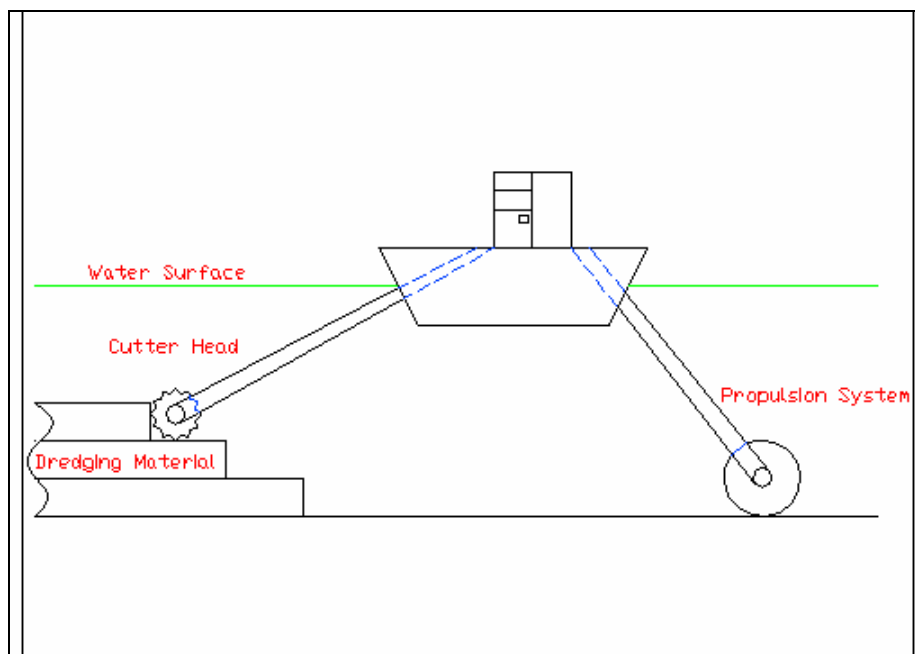 Water Surface
Cutter Head
Propulsion System
Dredging Material